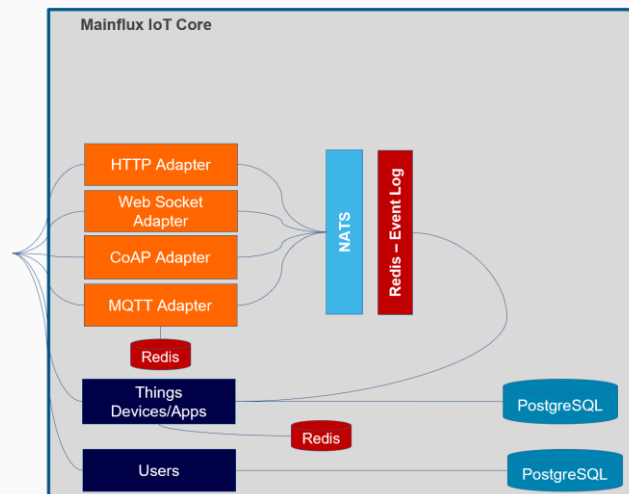 Mainflux IoT Core
HTTP Adapter
Web Socket
Adapter
CoAP Adapter
MQTT Adapter
NATS
Redis – Event Log
Redis
Things
Devices/Apps
PostgreSQL
Redis
Users
PostgreSQL